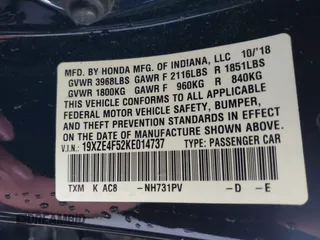 MFD. BY HONDA MFG. OF INDIANA, LLC 10/'18
GVWR 3968LBS GAWR F 2116LBS R 1851LBS
GVWR 1800KG GAWR F 960KG R 840KG
THIS VEHICLE CONFORMS TO ALL APPLICABLE
FEDERAL MOTOR VEHICLE SAFETY, BUMPER,
AND THEFT PREVENTION STANDARDS IN EFFECT
ON THE DATE OF MANUFACTURE SHOWN ABOVE.
V.I.N.: 19XZE4F52KE014737 TYPE: PASSENGER CAR
TXM K AC8 -NH731PV -D -E